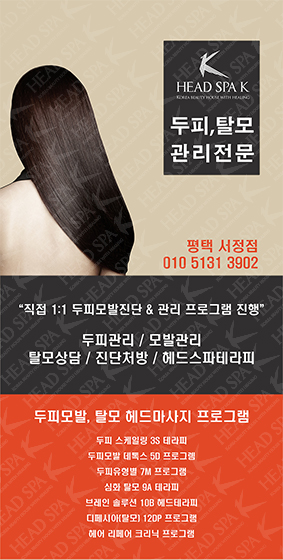 HEAD SPA K
KOREA BEAUTY HOUSE WITH HEALING
두피,탈모
관리전문
평택 서정점
010 5131 3902
“직접 1:1 두피모발진단 & 관리 프로그램 진행”
두피관리 / 모발관리
탈모상담 / 진단처방 / 헤드스파테라피
두피모발, 탈모 헤드마사지 프로그램
두피 스케일링 3S 테라피
두피모발 데톡스 5D 프로그램
두피유형별 7M 프로그램
심화 탈모 9A 테라피
브레인 솔루션 10B 헤드테라피
디페시아(탈모) 12DP 프로그램
헤어 리페어 크리닉 프로그램